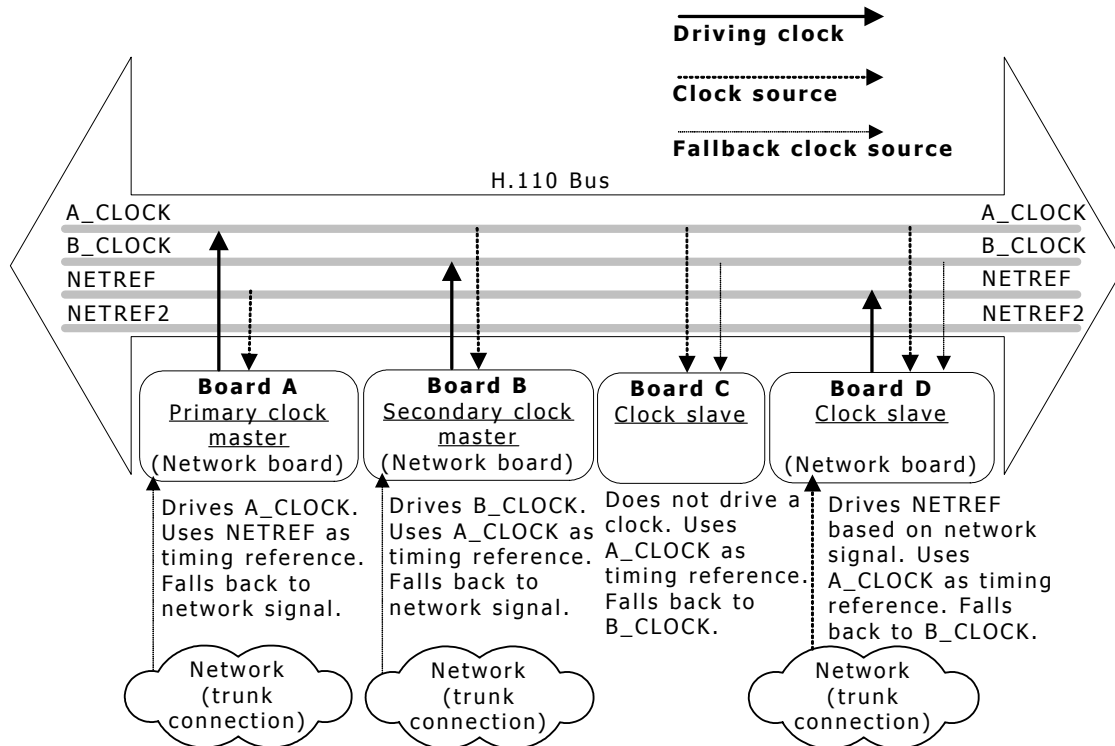 Driving clock
Clock source
Fallback clock source
H.110 Bus
A_CLOCK
A_CLOCK
B_CLOCK
B_CLOCK
NETREF
NETREF
NETREF2
NETREF2
Board A
Primary clock
master
(Network board)
Board B
Secondary clock
master
(Network board)
Board C
Clock slave
Board D
Clock slave
(Network board)
Drives A_CLOCK.
Uses NETREF as
timing reference.
Falls back to
network signal.
Drives B_CLOCK.
Uses A_CLOCK as
timing reference.
Falls back to
network signal.
Does not drive a
clock. Uses
A_CLOCK as
timing reference.
Falls back to
B_CLOCK.
Drives NETREF
based on network
signal. Uses
A_CLOCK as timing
reference. Falls
back to B_CLOCK.
Network
(trunk
connection)
Network
(trunk
connection)
Network
(trunk
connection)